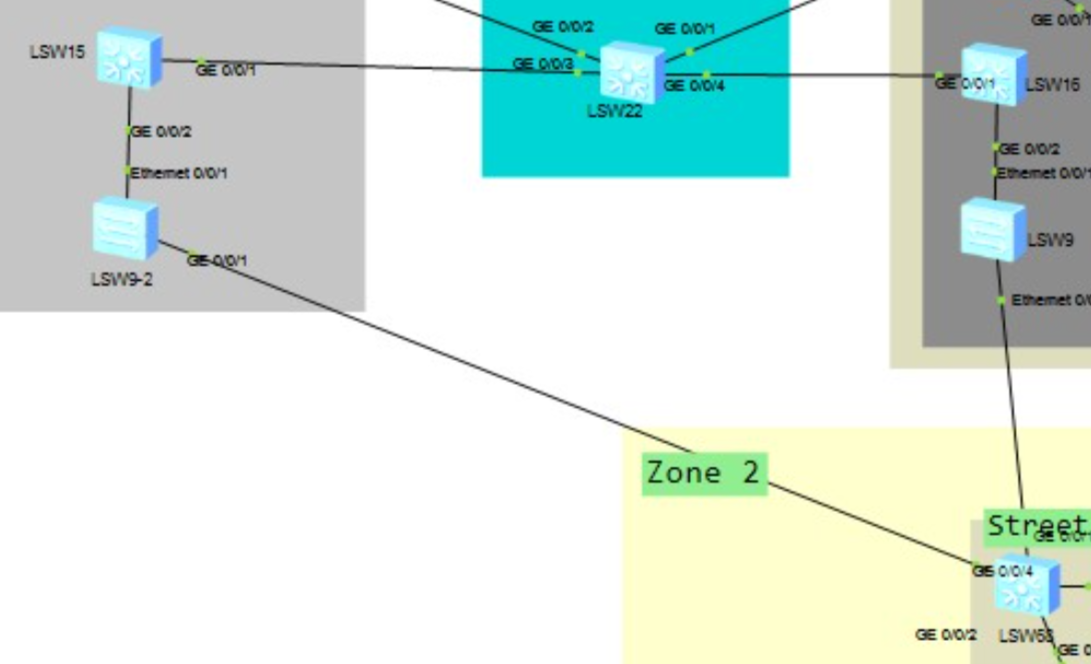 GE 0/0/1
GE 0/0/2
GE 0/0/1
LSW15
GE 0/0/1
GE 0/0/3
GE 0/0/4
GE 0/0/1
LSW16
LSW22
GE 0/0/2
GE 0/0/2
Ethernet 0/0/1
Ethernet 0/0/1
LSW9
GE 0/0/1
LSW9-2
Ethernet
Zone 2
Street
GE
0/0/4
GE 0/0/2
GE